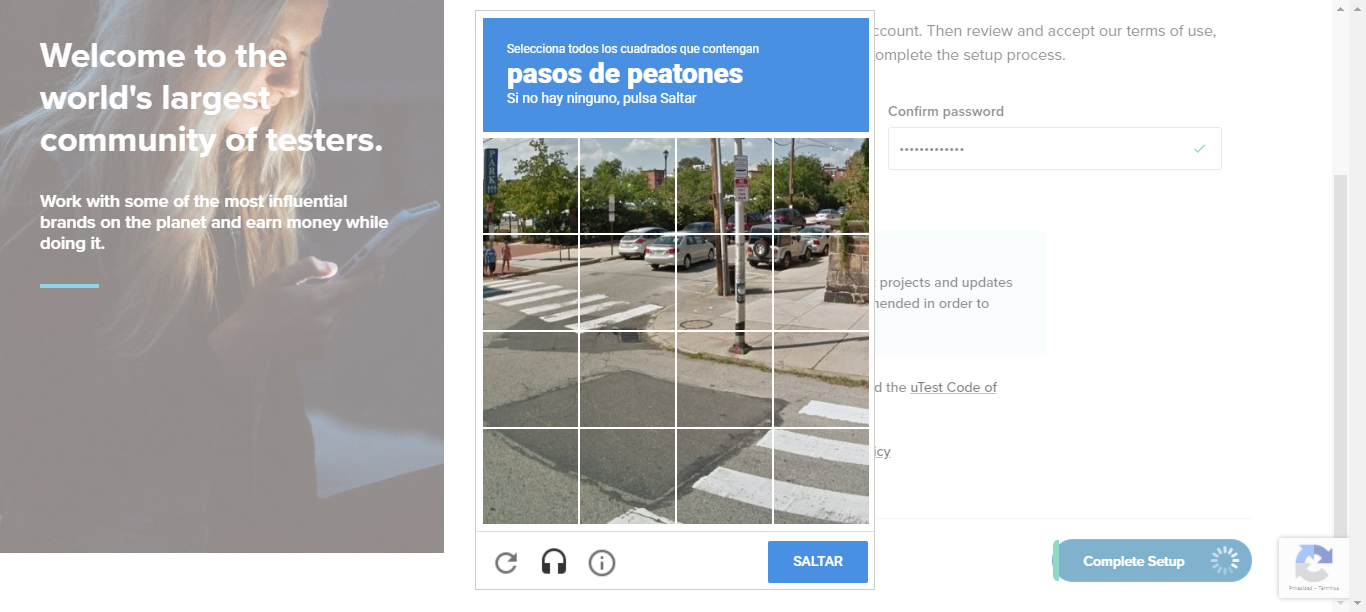 Welcome to the
world's largest
community of testers.
Work with some of the most influential
brands on the planet and earn money while
doing it.
Selecciona todos los cuadrados que contengan
pasos de peatones
Si no hay ninguno, pulsa Saltar
PARK
SALTAR
ccount. Then review and accept our terms of use,
omplete the setup process.
Confirm password
•••••••••••••
projects and updates
nended in order to
d the uTest Code of
icy
Complete Setup
Privacidad - Términos